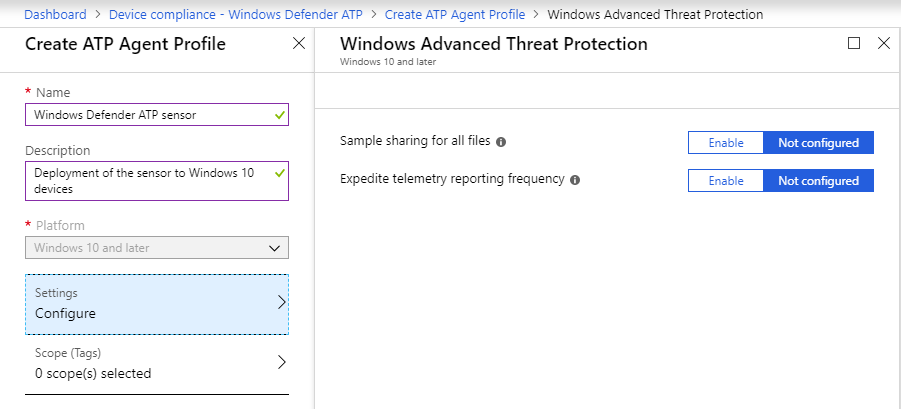 Dashboard > Device compliance - Windows Defender ATP > Create ATP Agent Profile > Windows Advanced Threat Protection
Create ATP Agent Profile
* Name
Windows Defender ATP sensor
Description
Deployment of the sensor to Windows 10
devices
* Platform
Windows 10 and later
Settings
Configure
Scope (Tags)
0 scope(s) selected
Windows Advanced Threat Protection
Windows 10 and later
Sample sharing for all files
Enable Not configured
Expedite telemetry reporting frequency
Enable Not configured